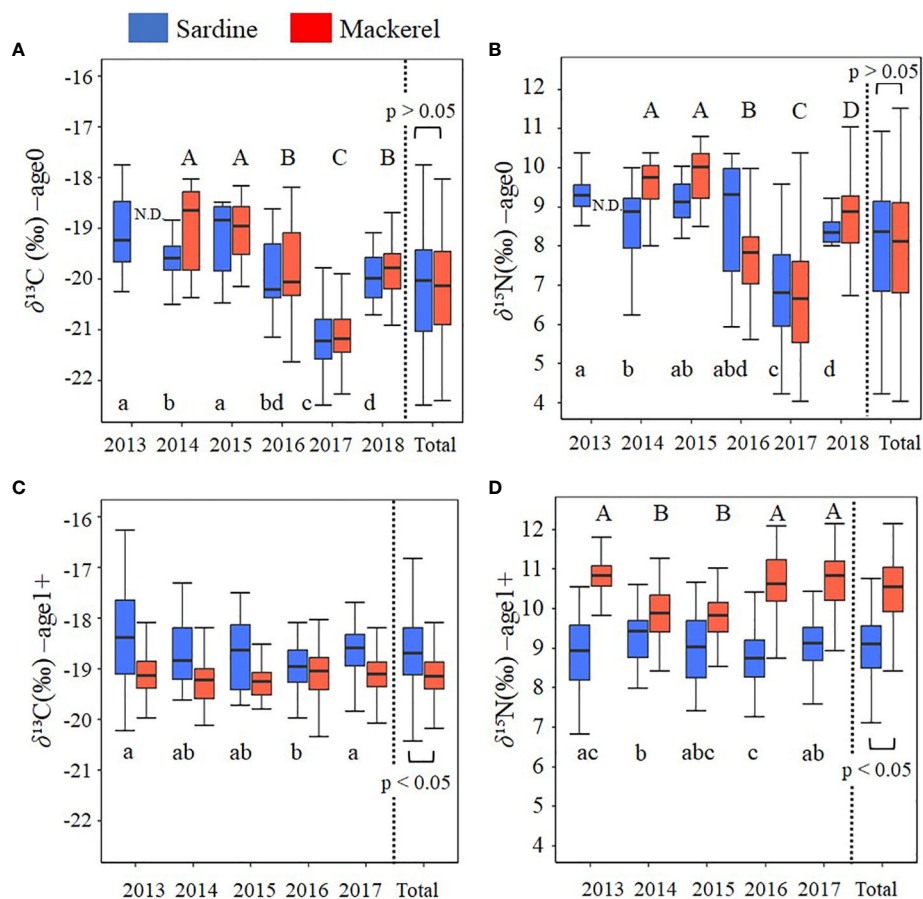 Sardine Mackerel
A
δ¹³C (‰) –age0
-16
-17
-18
-19
-20
-21
-22
p > 0.05
A A B C B
N.D.
a b a bd c d
2013 2014 2015 2016 2017 2018 Total
B
δ¹⁵N(‰) –age0
12
11
10
9
8
7
6
5
4
p > 0.05
A A B C D
N.D.
a b ab abd c d
2013 2014 2015 2016 2017 2018 Total
C
δ¹³C(‰) –age1+
-16
-17
-18
-19
-20
-21
-22
a ab ab b a
p < 0.05
2013 2014 2015 2016 2017 Total
D
δ¹⁵N(‰) –age1+
12
11
10
9
8
7
6
5
4
A B B A A
ac b abc c ab
p < 0.05
2013 2014 2015 2016 2017 Total